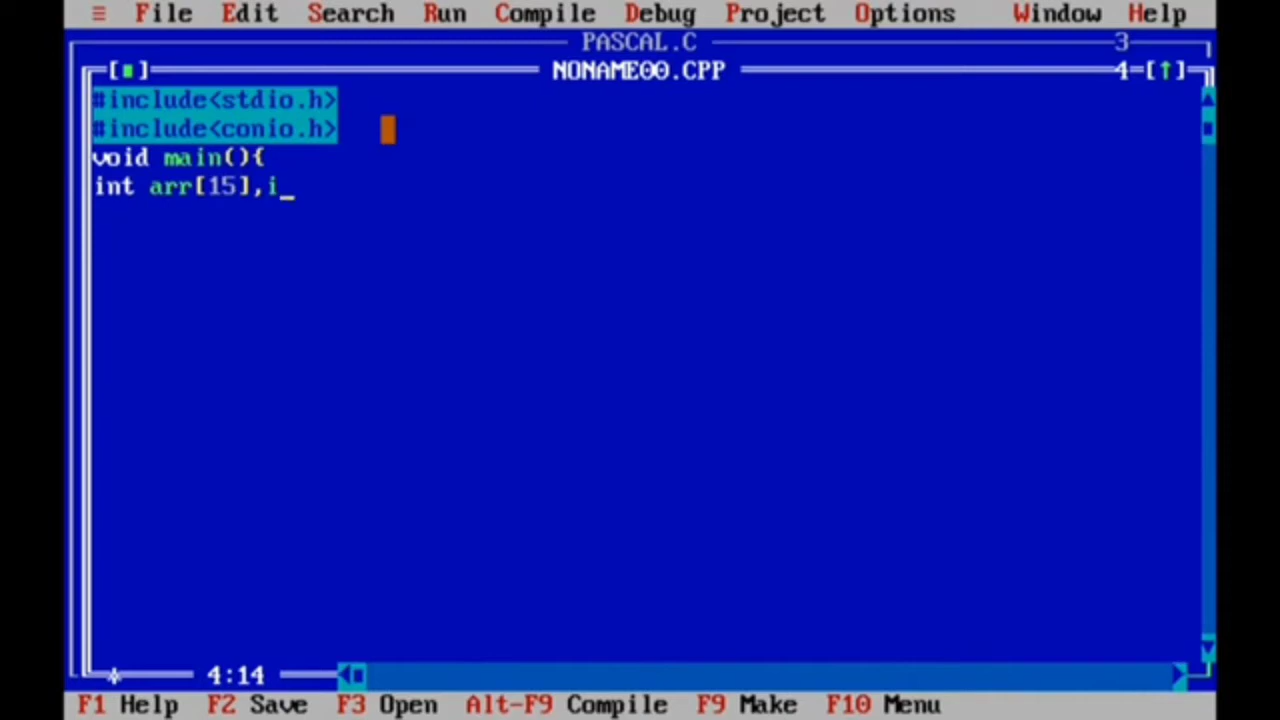 ≡ File Edit Search Run Compile Debug Project Options Window Help
PASCAL.C 3
[■] NONAME00.CPP 4=[↑]
#include<stdio.h>
#include<conio.h>
void main(){
int arr[15],i_
4:14
F1 Help F2 Save F3 Open Alt-F9 Compile F9 Make F10 Menu